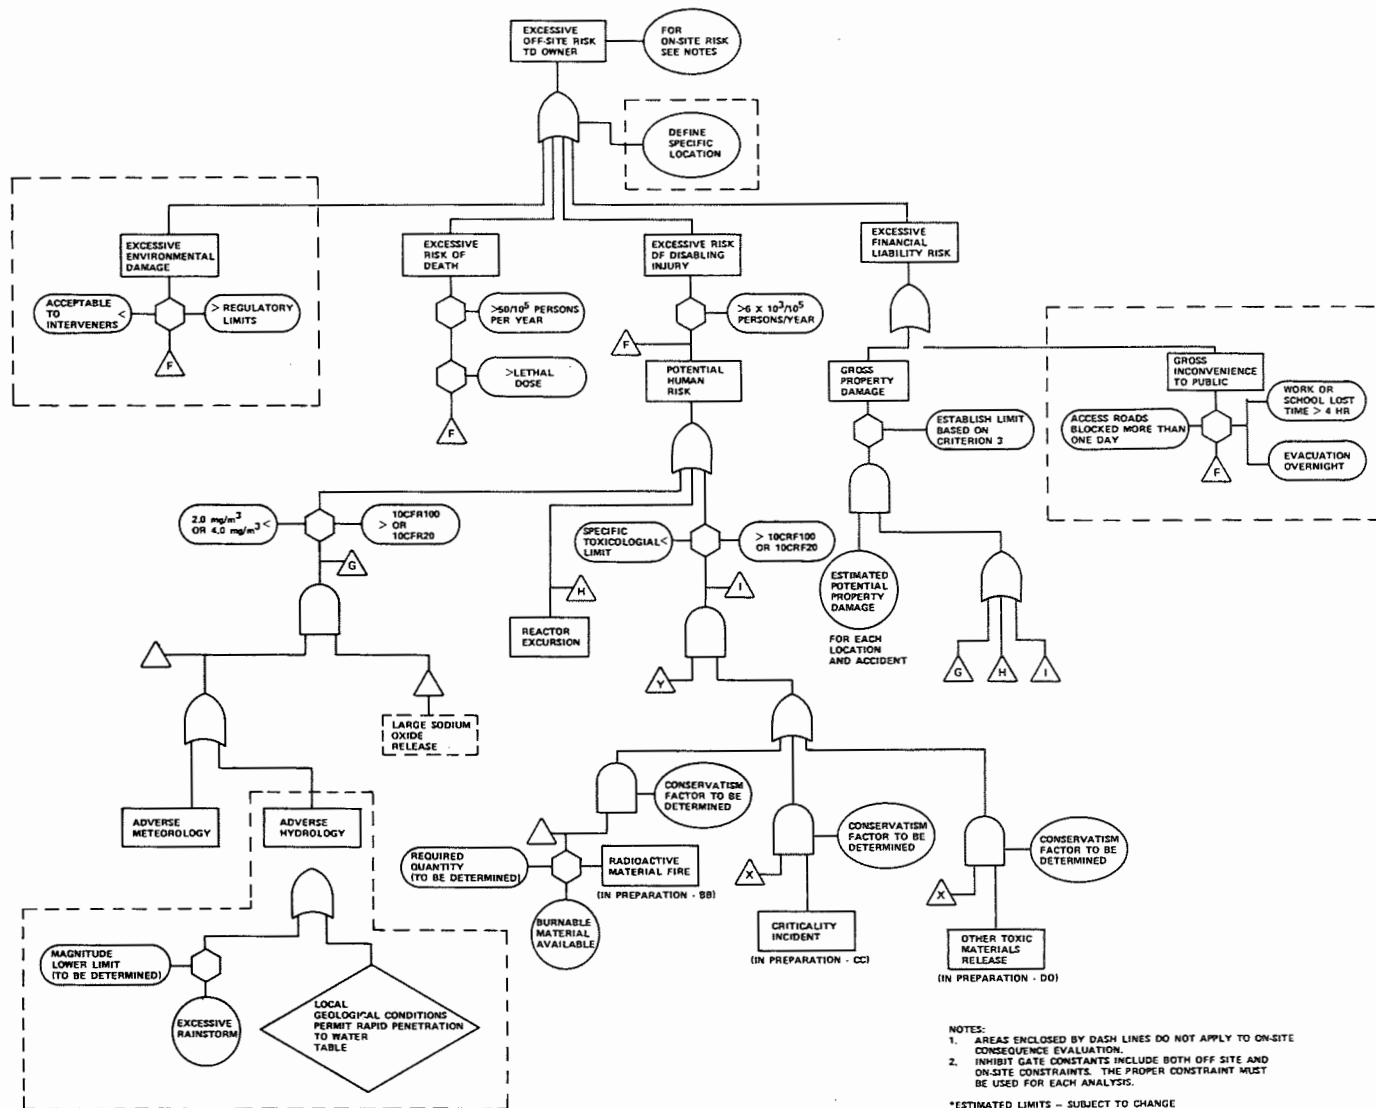 EXCESSIVE
OFF-SITE RISK
TD OWNER
FOR
ON-SITE RISK
SEE NOTES
DEFINE
SPECIFIC
LOCATION
EXCESSIVE
ENVIRONMENTAL
DAMAGE
ACCEPTABLE
TO <
INTERVENERS
> REGULATORY
LIMITS
F
EXCESSIVE
RISK OF
DEATH
>50/10⁵ PERSONS
PER YEAR
>LETHAL
DOSE
F
EXCESSIVE RISK
DF DISABLING
INJURY
>6 X 10³/10⁵
PERSONS/YEAR
F
POTENTIAL
HUMAN
RISK
EXCESSIVE
FINANCIAL
LIABILITY RISK
GROSS
PROPERTY
DAMAGE
ESTABLISH LIMIT
BASED ON
CRITERION 3
GROSS
INCONVENIENCE
TO PUBLIC
ACCESS ROADS
BLOCKED MORE THAN
ONE DAY
WORK OR
SCHOOL LOST
TIME > 4 HR
EVACUATION
OVERNIGHT
F
2.0 mg/m³ <
OR 4.0 mg/m³
> 10CFR100
OR
10CFR20
G
SPECIFIC
TOXICOLOGIAL <
LIMIT
> 10CRF100
OR 10CRF20
H
I
REACTOR
EXCURSION
ESTIMATED
POTENTIAL
PROPERTY
DAMAGE
FOR EACH
LOCATION
AND ACCIDENT
G
H
I
Y
LARGE SODIUM
OXIDE
RELEASE
ADVERSE
METEOROLOGY
ADVERSE
HYDROLOGY
CONSERVATISM
FACTOR TO BE
DETERMINED
REQUIRED
QUANTITY
(TO BE DETERMINED)
RADIOACTIVE
MATERIAL FIRE
(IN PREPARATION - BB)
BURNABLE
MATERIAL
AVAILABLE
CONSERVATISM
FACTOR TO BE
DETERMINED
X
CRITICALITY
INCIDENT
(IN PREPARATION - CC)
CONSERVATISM
FACTOR TO BE
DETERMINED
X
OTHER TOXIC
MATERIALS
RELEASE
(IN PREPARATION - DD)
MAGNITUDE
LOWER LIMIT
(TO BE DETERMINED)
EXCESSIVE
RAINSTORM
LOCAL
GEOLOGICAL CONDITIONS
PERMIT RAPID PENETRATION
TO WATER
TABLE
NOTES:
1. AREAS ENCLOSED BY DASH LINES DO NOT APPLY TO ON-SITE
CONSEQUENCE EVALUATION.
2. INHIBIT GATE CONSTANTS INCLUDE BOTH OFF SITE AND
ON-SITE CONSTRAINTS. THE PROPER CONSTRAINT MUST
BE USED FOR EACH ANALYSIS.
*ESTIMATED LIMITS – SUBJECT TO CHANGE